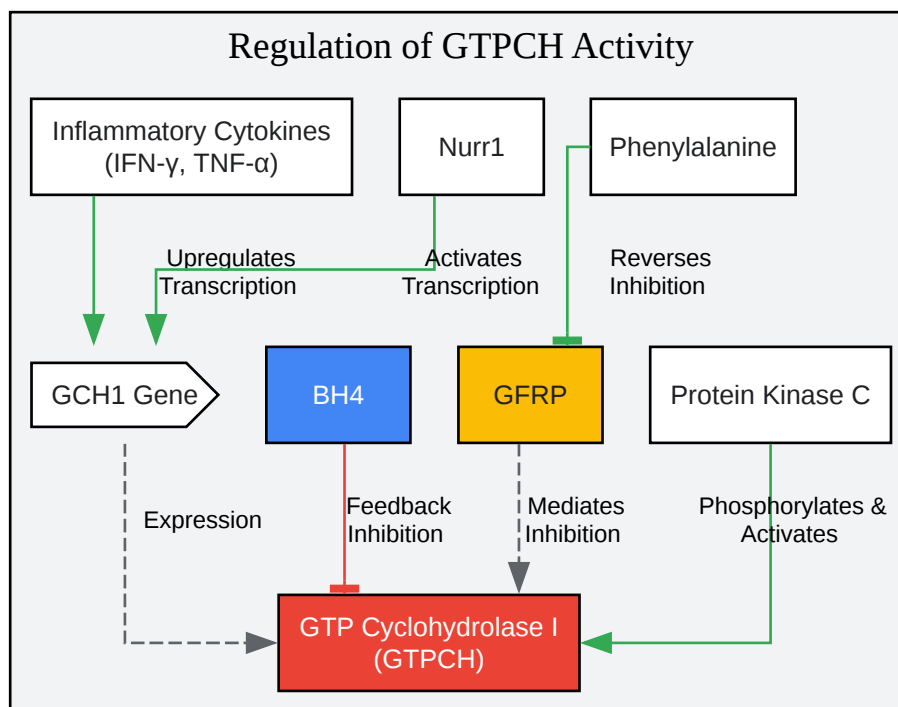 Regulation of GTPCH Activity
Inflammatory Cytokines
(IFN-γ, TNF-α)
Nurr1
Phenylalanine
Upregulates
Transcription
Activates
Transcription
Reverses
Inhibition
GCH1 Gene
BH4
GFRP
Protein Kinase C
Expression
Feedback
Inhibition
Mediates
Inhibition
Phosphorylates &
Activates
GTP Cyclohydrolase I
(GTPCH)